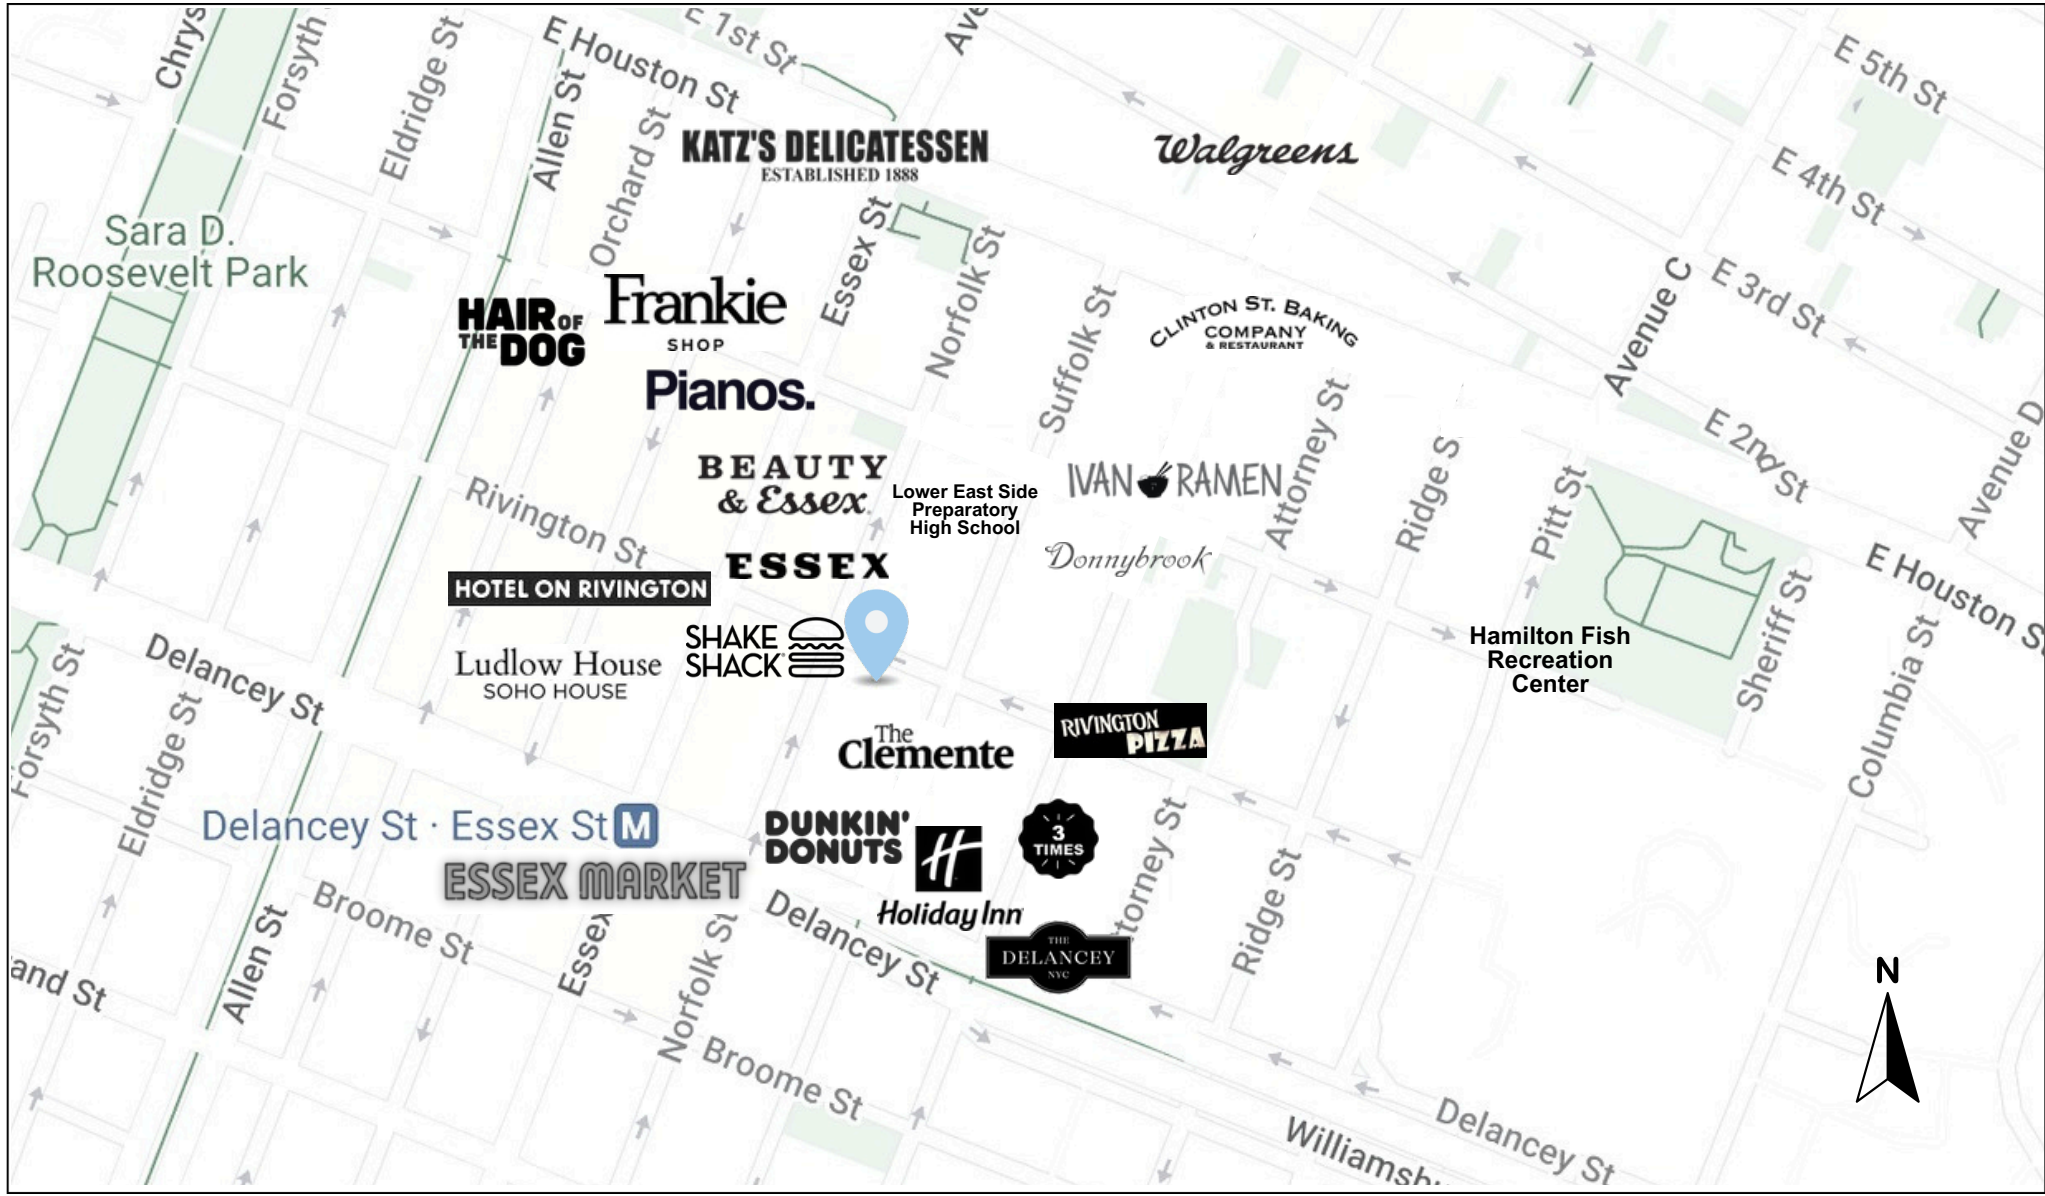 Chrys
Forsyth
Eldridge St
E Houston St
E 1st St
Ave
E 5th St
Allen St
Orchard St
KATZ'S DELICATESSEN
ESTABLISHED 1888
Walgreens
E 4th St
Sara D.
Roosevelt Park
Essex St
Norfolk St
Suffolk St
Avenue C
E 3rd St
HAIR OF
THE DOG
Frankie
SHOP
CLINTON ST. BAKING
COMPANY
& RESTAURANT
Pianos.
Attorney St
Ridge S
Pitt St
E 2nd St
Avenue D
BEAUTY
& Essex
Lower East Side
Preparatory
High School
IVAN RAMEN
Rivington St
ESSEX
Donnybrook
E Houston S
HOTEL ON RIVINGTON
SHAKE
SHACK
Ludlow House
SOHO HOUSE
Hamilton Fish
Recreation
Center
Sheriff St
Columbia St
Forsyth St
Eldridge St
Delancey St
The
Clemente
RIVINGTON
PIZZA
Delancey St · Essex St M
ESSEX MARKET
DUNKIN'
DONUTS
H
Holiday Inn
3
TIMES
ttorney St
Ridge St
THE
DELANCEY
NYC
Broome St
Allen St
and St
Essex
Norfolk St
Delancey St
Broome St
N
Delancey St
Williamsbu